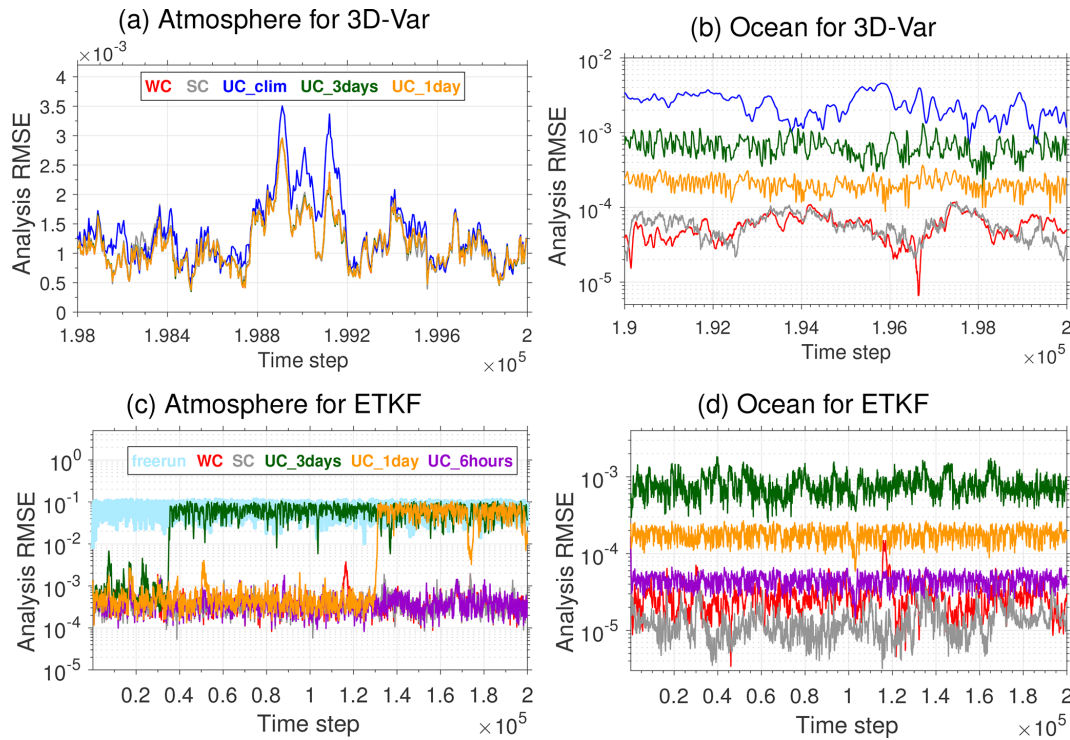 (a) Atmosphere for 3D-Var
×10⁻³
WC SC UC_clim UC_3days UC_1day
4
3.5
3
2.5
2
1.5
1
0.5
0
Analysis RMSE
1.98 1.984 1.988 1.992 1.996 2
Time step
×10⁵
(b) Ocean for 3D-Var
10⁻²
10⁻³
10⁻⁴
10⁻⁵
Analysis RMSE
1.9 1.92 1.94 1.96 1.98 2
Time step
×10⁵
(c) Atmosphere for ETKF
freerun WC SC UC_3days UC_1day UC_6hours
10⁰
10⁻¹
10⁻²
10⁻³
10⁻⁴
10⁻⁵
Analysis RMSE
0.2 0.4 0.6 0.8 1 1.2 1.4 1.6 1.8 2
Time step
×10⁵
(d) Ocean for ETKF
10⁻³
10⁻⁴
10⁻⁵
Analysis RMSE
0.2 0.4 0.6 0.8 1 1.2 1.4 1.6 1.8 2
Time step
×10⁵